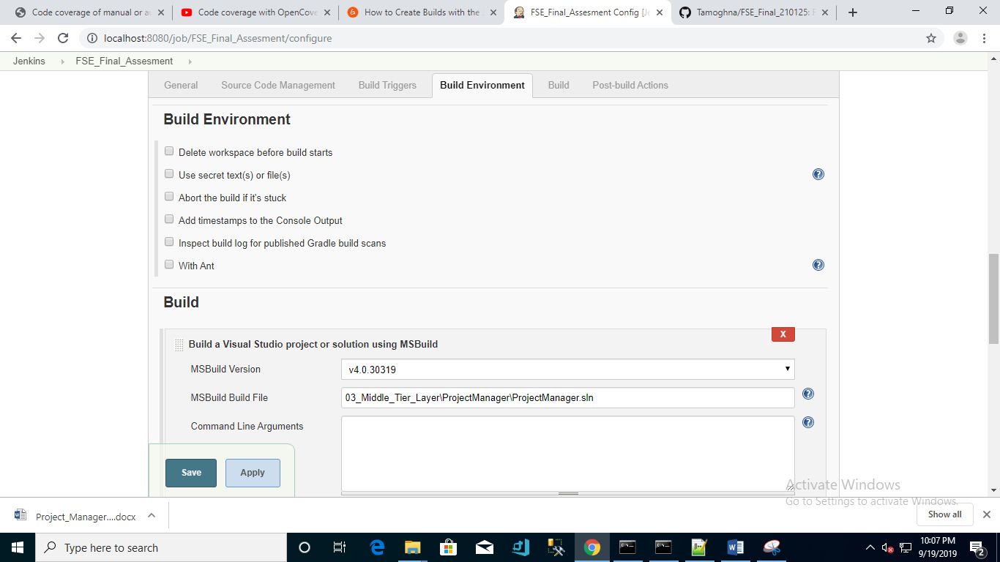 Code coverage of manual or au
Code coverage with OpenCove
How to Create Builds with the
FSE_Final_Assesment Config [Je
Tamoghna/FSE_Final_210125: F
localhost:8080/job/FSE_Final_Assesment/configure
Jenkins FSE_Final_Assesment
General Source Code Management Build Triggers Build Environment Build Post-build Actions
Build Environment
Delete workspace before build starts
Use secret text(s) or file(s)
Abort the build if it's stuck
Add timestamps to the Console Output
Inspect build log for published Gradle build scans
With Ant
Build
X
Build a Visual Studio project or solution using MSBuild
MSBuild Version v4.0.30319
MSBuild Build File 03_Middle_Tier_Layer\ProjectManager\ProjectManager.sln
Command Line Arguments
Save Apply
Activate Windows
Go to Settings to activate Windows.
Project_Manager....docx
Show all
Type here to search
10:07 PM
9/19/2019
2